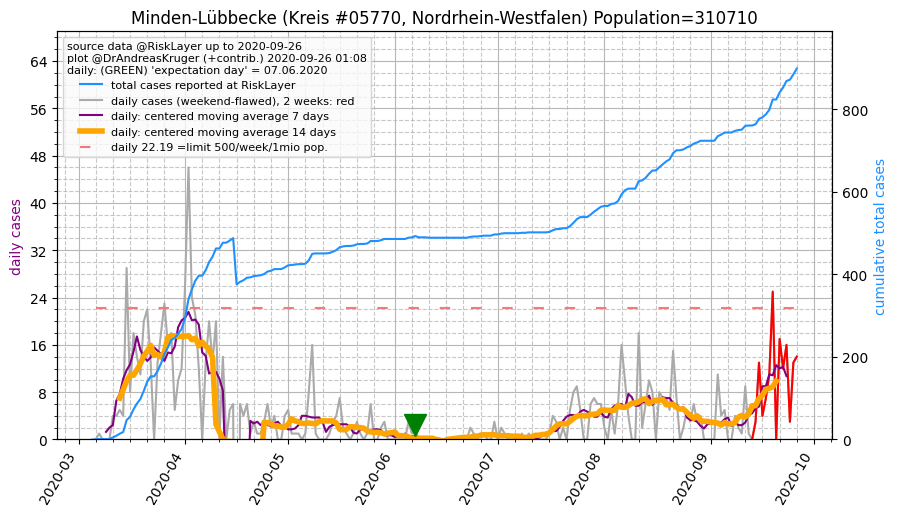 Minden-Lübbecke (Kreis #05770, Nordrhein-Westfalen) Population=310710
source data @RiskLayer up to 2020-09-26
plot @DrAndreasKruger (+contrib.) 2020-09-26 01:08
daily: (GREEN) 'expectation day' = 07.06.2020
total cases reported at RiskLayer
daily cases (weekend-flawed), 2 weeks: red
daily: centered moving average 7 days
daily: centered moving average 14 days
daily 22.19 =limit 500/week/1mio pop.
daily cases
64
56
48
40
32
24
16
8
0
cumulative total cases
800
600
400
200
0
2020-03
2020-04
2020-05
2020-06
2020-07
2020-08
2020-09
2020-10